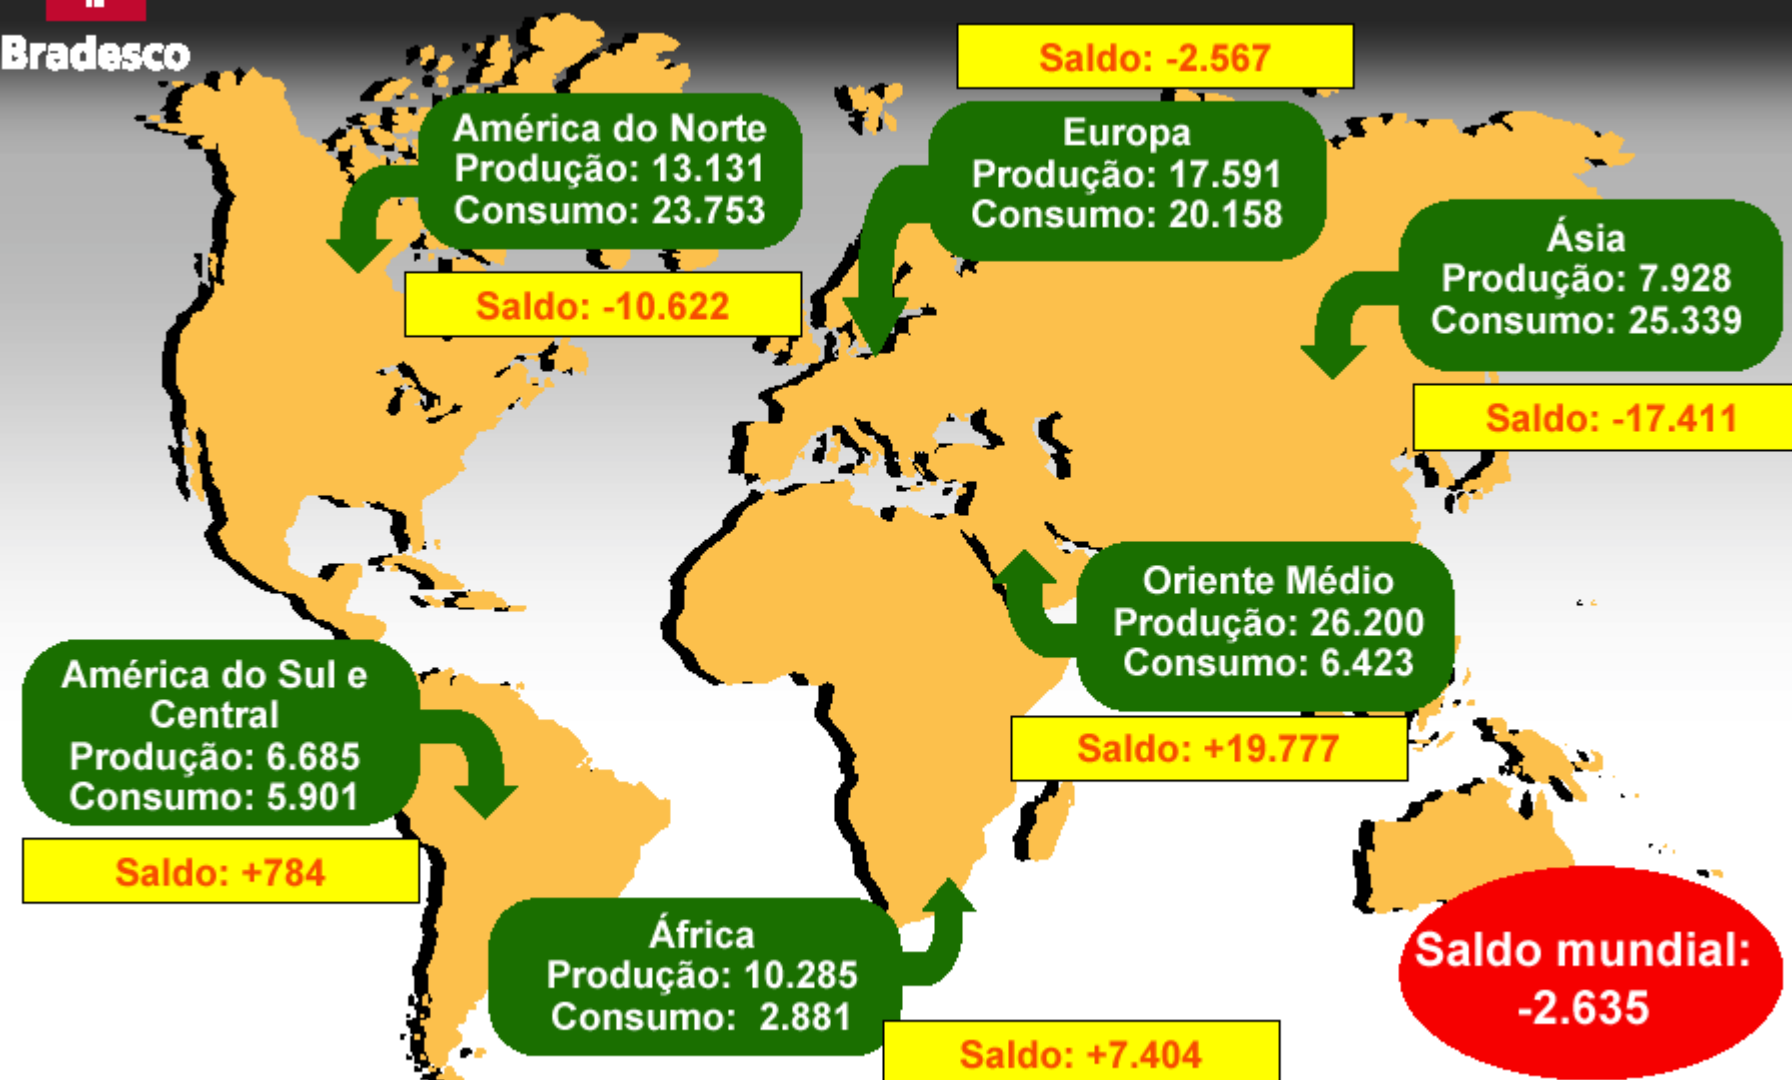 Bradesco
Saldo: -2.567
América do Norte
Produção: 13.131
Consumo: 23.753
Saldo: -10.622
Europa
Produção: 17.591
Consumo: 20.158
Ásia
Produção: 7.928
Consumo: 25.339
Saldo: -17.411
Oriente Médio
Produção: 26.200
Consumo: 6.423
Saldo: +19.777
América do Sul e
Central
Produção: 6.685
Consumo: 5.901
Saldo: +784
África
Produção: 10.285
Consumo: 2.881
Saldo: +7.404
Saldo mundial:
-2.635